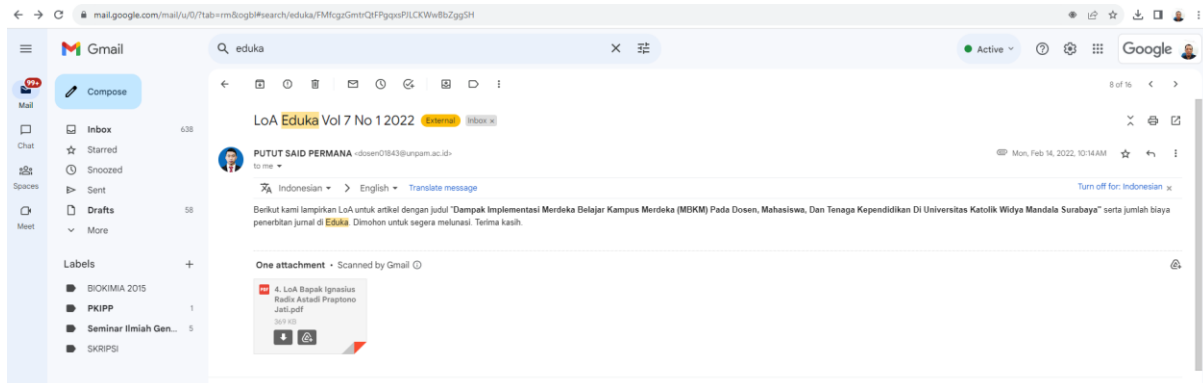 mail.google.com/mail/u/0/?tab=rm&ogbl#search/eduka/FMfcgzGmtrQtFPgqxsPJLCKWwBbZggSH
Gmail
eduka
Active
Google
99+
Mail
Chat
Spaces
Meet
Compose
Inbox 638
Starred
Snoozed
Sent
Drafts 58
More
Labels
BIOKIMIA 2015
PKIPP 1
Seminar Ilmiah Gen... 5
SKRIPSI
8 of 16
LoA Eduka Vol 7 No 1 2022 External Inbox x
PUTUT SAID PERMANA <dosen01843@unpam.ac.id> Mon, Feb 14, 2022, 10:14 AM
to me
Indonesian > English Translate message Turn off for: Indonesian x
Berikut kami lampirkan LoA untuk artikel dengan judul "Dampak Implementasi Merdeka Belajar Kampus Merdeka (MBKM) Pada Dosen, Mahasiswa, Dan Tenaga Kependidikan Di Universitas Katolik Widya Mandala Surabaya" serta jumlah biaya
penerbitan jurnal di Eduka. Dimohon untuk segera melunasi. Terima kasih.
One attachment • Scanned by Gmail
PDF 4. LoA Bapak Ignasius
Radix Astadi Praptono
Jati.pdf
369 KB